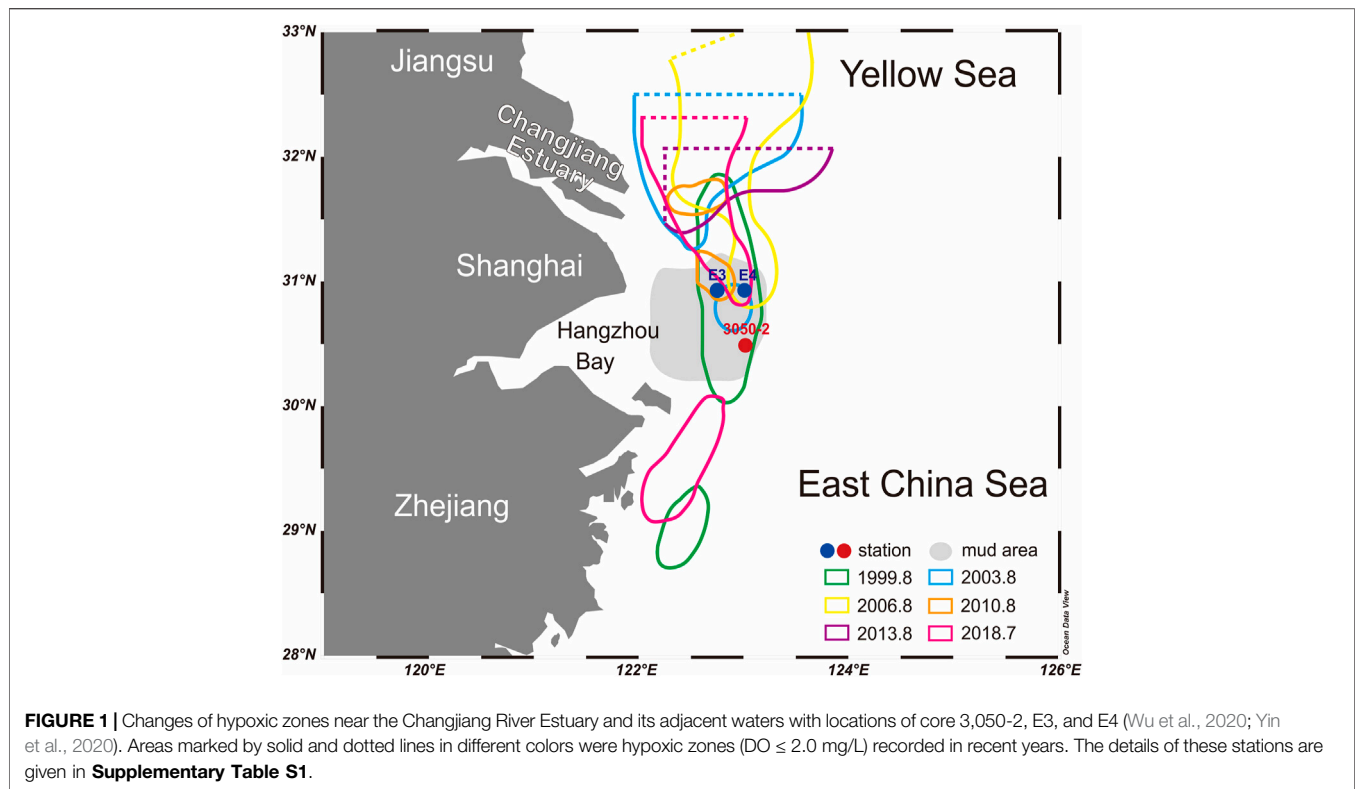 33°N
Jiangsu
Yellow Sea
Changjiang
Estuary
32°N
Shanghai
31°N
E3 E4
Hangzhou
Bay
3050-2
30°N
Zhejiang
East China Sea
29°N
station mud area
1999.8 2003.8
2006.8 2010.8
2013.8 2018.7
Ocean Data View
28°N
120°E 122°E 124°E 126°E
FIGURE 1 | Changes of hypoxic zones near the Changjiang River Estuary and its adjacent waters with locations of core 3,050-2, E3, and E4 (Wu et al., 2020; Yin
et al., 2020). Areas marked by solid and dotted lines in different colors were hypoxic zones (DO ≤ 2.0 mg/L) recorded in recent years. The details of these stations are
given in Supplementary Table S1.